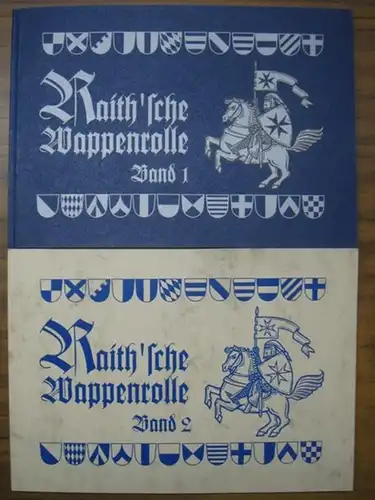 Raith'sche
Wappenrolle
Band 1
Raith'sche
Wappenrolle
Band 2